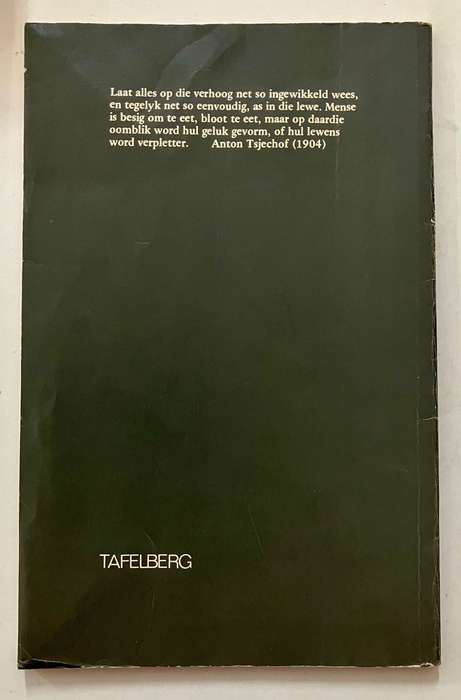 Laat alles op die verhoog net so ingewikkeld wees,
en tegelyk net so eenvoudig, as in die lewe. Mense
is besig om te eet, bloot te eet, maar op daardie
oomblik word hul geluk gevorm, of hul lewens
word verpletter. Anton Tsjechof (1904)
TAFELBERG